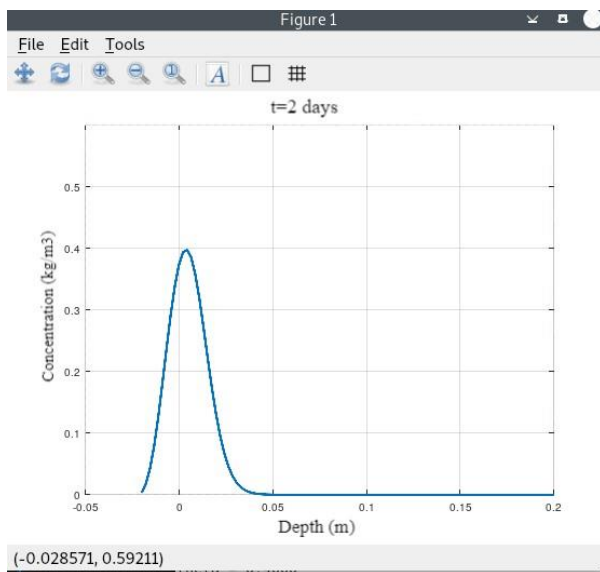 Figure 1
File Edit Tools
A
t=2 days
0.5
0.4
0.3
0.2
0.1
0
Concentration (kg/m3)
-0.05 0 0.05 0.1 0.15 0.2
Depth (m)
(-0.028571, 0.59211)